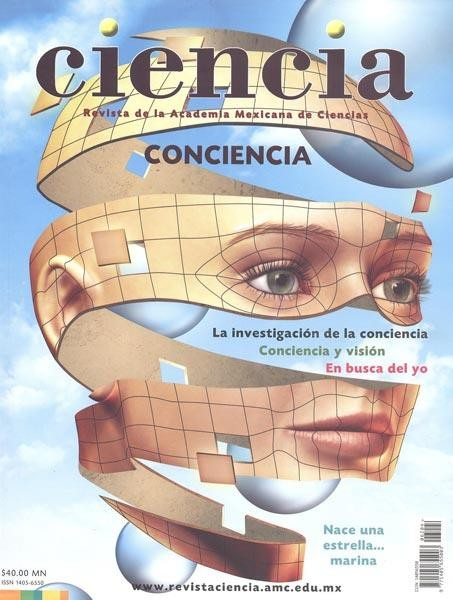 ciencia
Revista de la Academia Mexicana de Ciencias
CONCIENCIA
La investigación de la conciencia
Conciencia y visión
En busca del yo
Nace una
estrella...
marina
$40.00 MN
ISSN 1405-6550
www.revistaciencia.amc.edu.mx